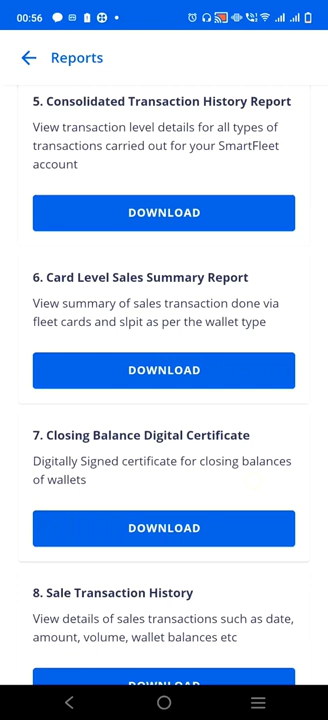 00:56
Reports
5. Consolidated Transaction History Report
View transaction level details for all types of
transactions carried out for your SmartFleet
account
DOWNLOAD
6. Card Level Sales Summary Report
View summary of sales transaction done via
fleet cards and slpit as per the wallet type
DOWNLOAD
7. Closing Balance Digital Certificate
Digitally Signed certificate for closing balances
of wallets
DOWNLOAD
8. Sale Transaction History
View details of sales transactions such as date,
amount, volume, wallet balances etc
DOWNLOAD